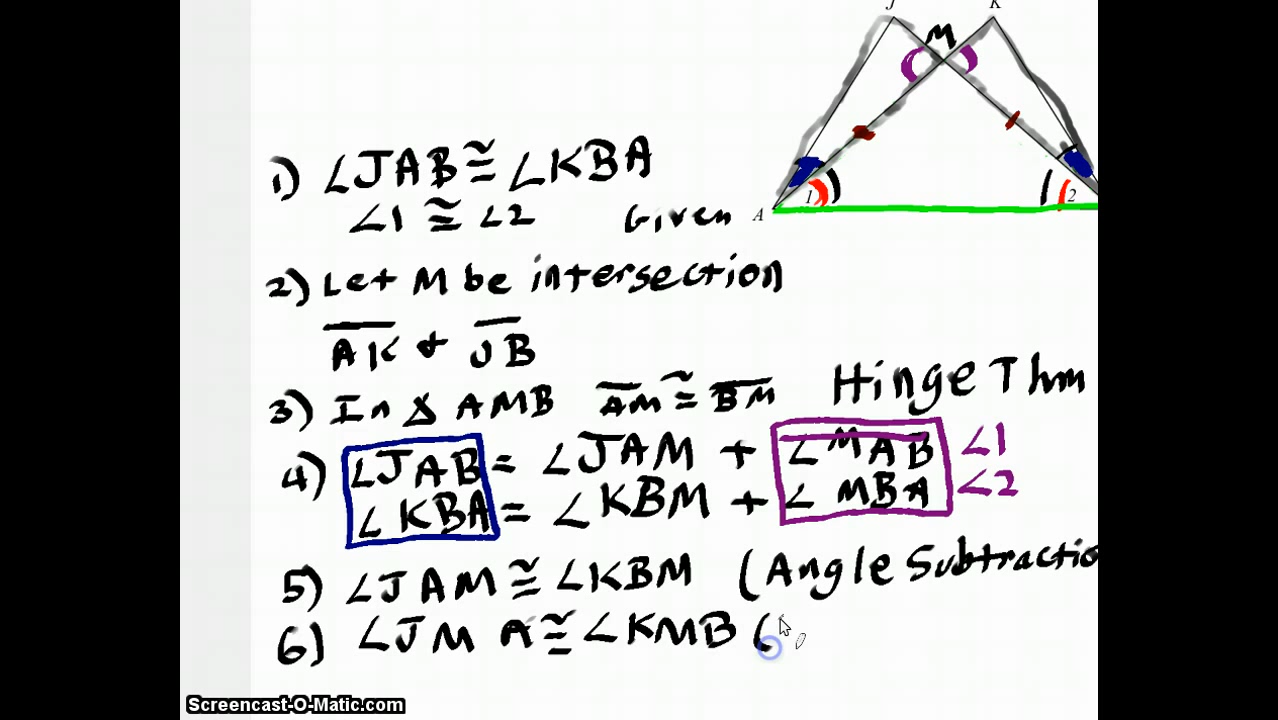 J K
M
1) ∠JAB ≅ ∠KBA
∠1 ≅ ∠2 Given
A 1 2
2) Let M be intersection
AK & JB
3) In △ AMB AM ≅ BM Hinge Thm
4) ∠JAB = ∠JAM + ∠MAB ∠1
∠KBA = ∠KBM + ∠MBA ∠2
5) ∠JAM ≅ ∠KBM (Angle Subtractio
6) ∠JMA ≅ ∠KMB (
Screencast-O-Matic.com